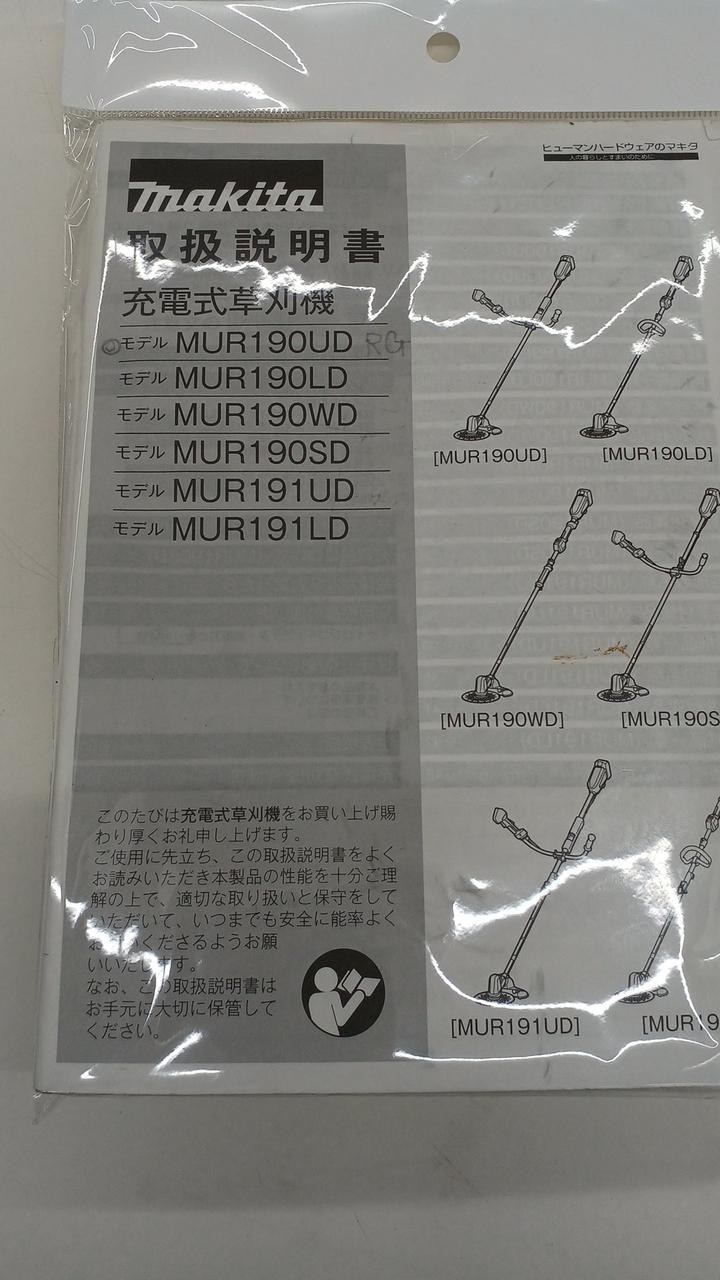 makita
ヒューマンハードウェアのマキタ
人の暮らしとすまいのために
取扱説明書
充電式草刈機
モデル MUR190UD RG
モデル MUR190LD
モデル MUR190WD
モデル MUR190SD
モデル MUR191UD
モデル MUR191LD
[MUR190UD]
[MUR190LD]
[MUR190WD]
[MUR190S
[MUR191UD]
[MUR19
このたびは充電式草刈機をお買い上げ賜
わり厚くお礼申し上げます。
ご使用に先立ち、この取扱説明書をよく
お読みいただき本製品の性能を十分ご理
解の上で、適切な取り扱いと保守をして
いただいて、いつまでも安全に能率よく
くださるようお願
いいたします。
なお、この取扱説明書は
お手元に大切に保管して
ください。